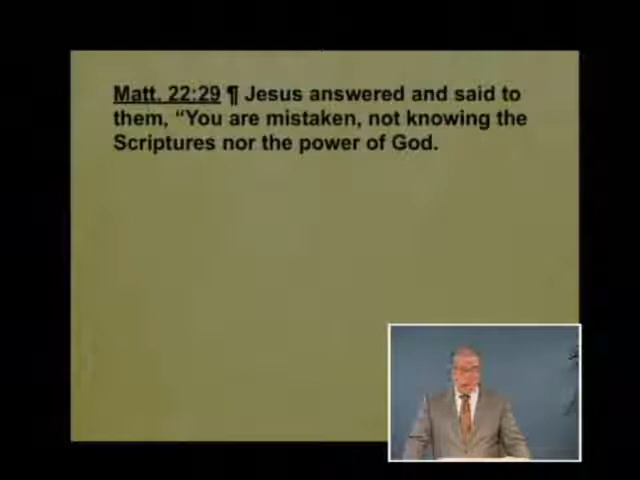 Matt. 22:29 ¶ Jesus answered and said to
them, “You are mistaken, not knowing the
Scriptures nor the power of God.